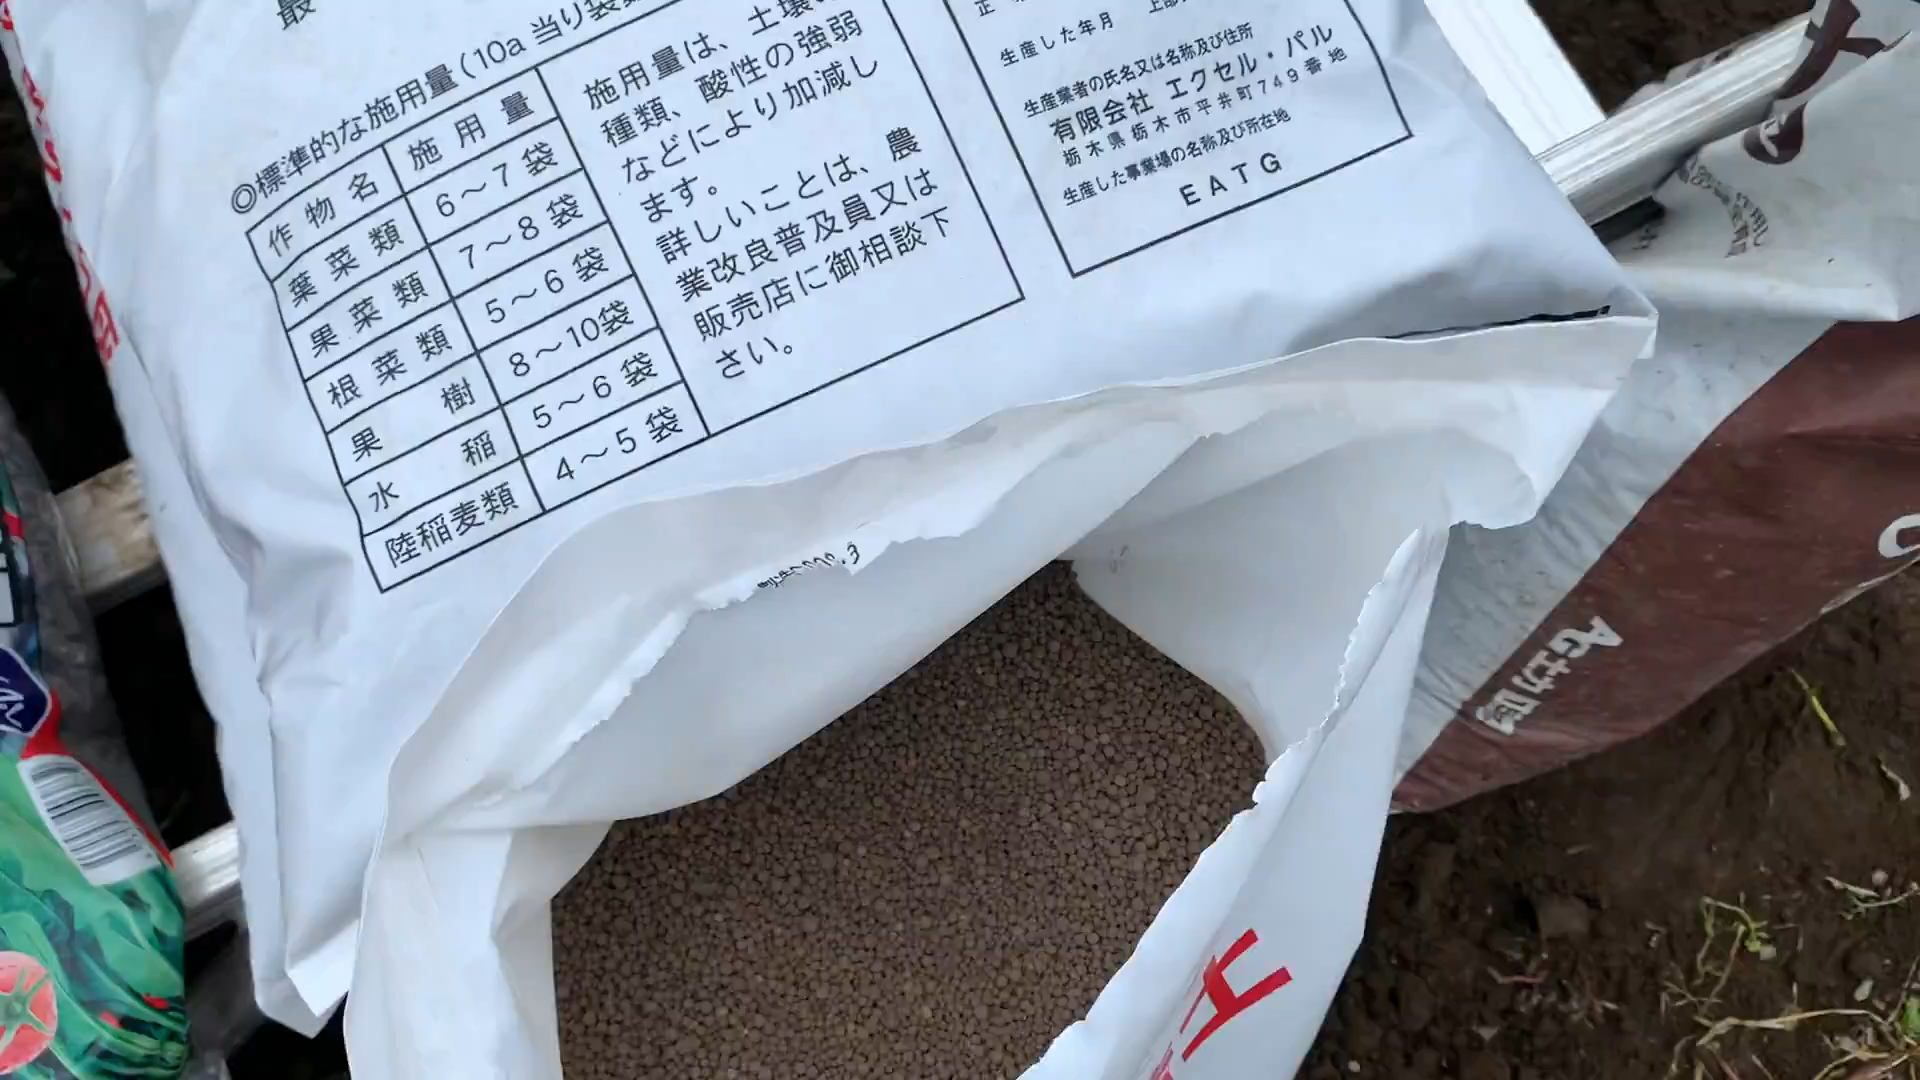 最
◎標準的な施用量(10a 当り袋
作物名 施用量
葉菜類 6～7袋
果菜類 7～8袋
根菜類 5～6袋
果樹 8～10袋
水稲 5～6袋
陸稲麦類 4～5袋
施用量は、土壌
種類、酸性の強弱
などにより加減し
ます。
詳しいことは、農
業改良普及員又は
販売店に御相談下
さい。
正
生産した年月 上部
生産業者の氏名又は名称及び住所
有限会社 エクセル・パル
栃木県栃木市平井町749番地
生産した事業場の名称及び所在地
EATG
土